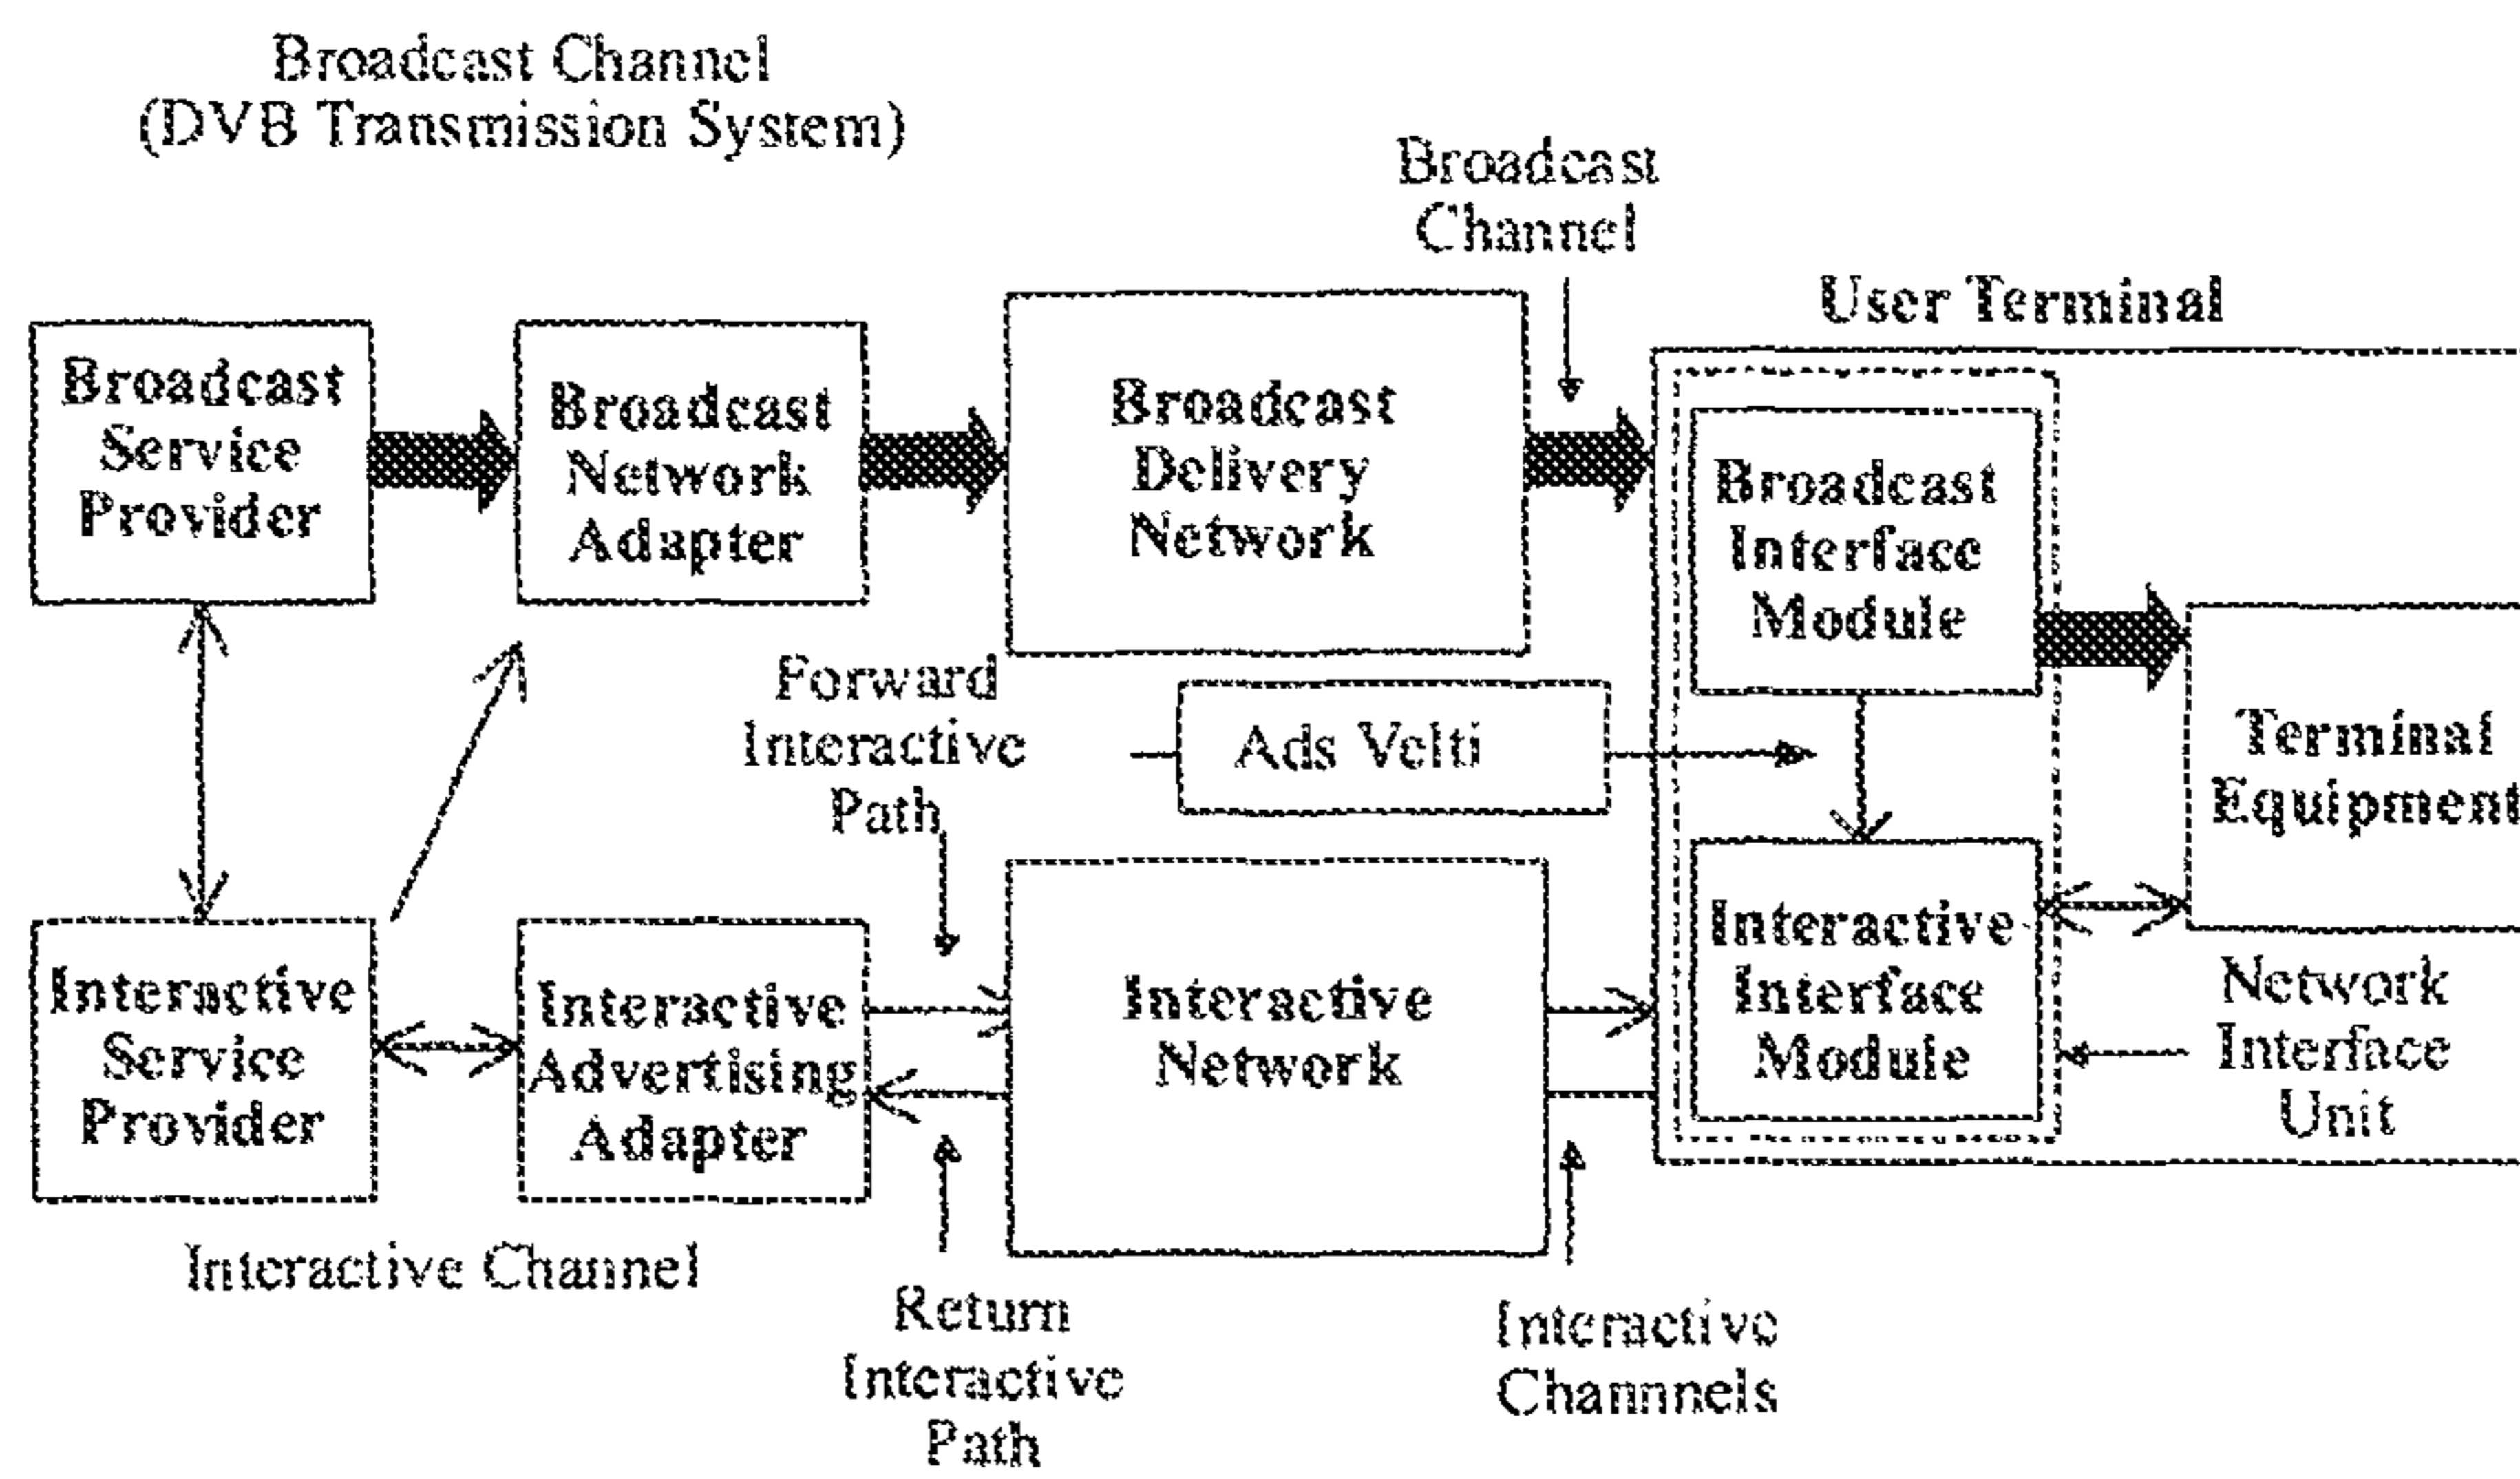 Broadcast Channel
(DVB Transmission System)
Broadcast
Channel
User Terminal
Broadcast
Service
Provider
Broadcast
Network
Adapter
Broadcast
Delivery
Network
Broadcast
Interface
Module
Forward
Interactive
Path
Ads Velti
Terminal
Equipment
Interactive
Service
Provider
Interactive
Advertising
Adapter
Interactive
Network
Interactive
Interface
Module
Network
Interface
Unit
Interactive Channel
Return
Interactive
Path
Interactive
Channnels